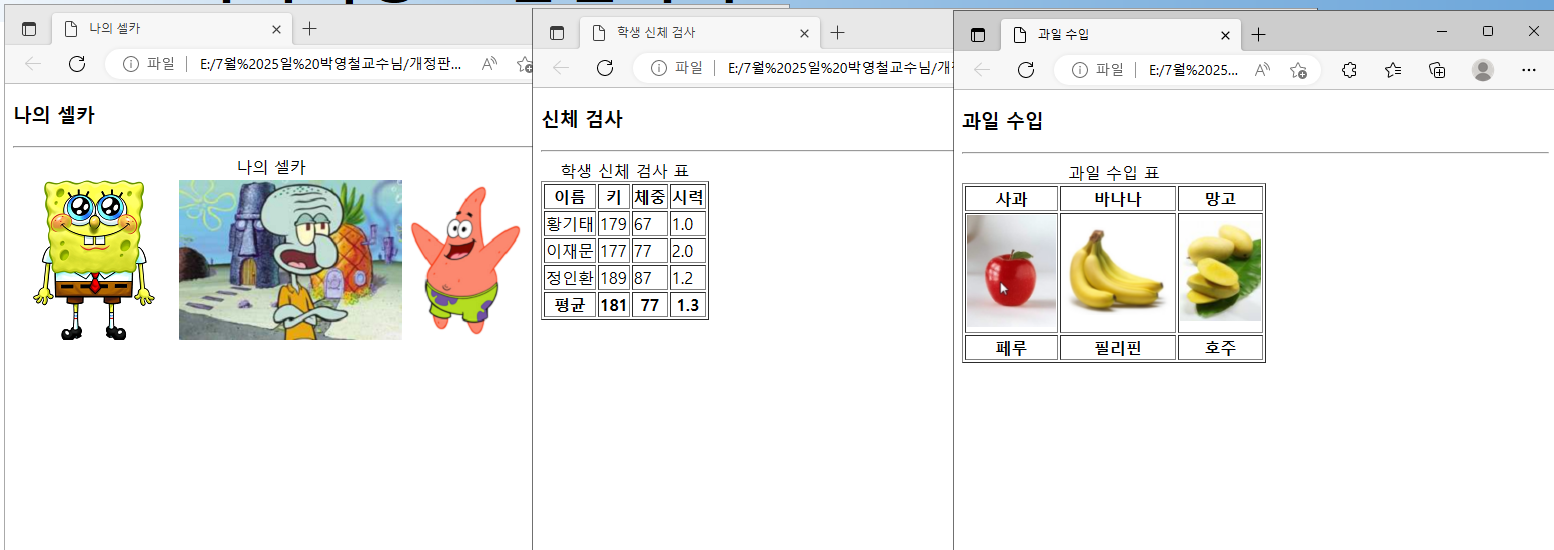 나의 셀카
파일
E:/7월%2025일%20박영철교수님/개정판...
나의 셀카
나의 셀카
학생 신체 검사
파일
E:/7월%2025일%20박영철교수님/개
신체 검사
학생 신체 검사 표
이름 키 체중 시력
황기태 179 67 1.0
이재문 177 77 2.0
정인환 189 87 1.2
평균 181 77 1.3
과일 수입
파일
E:/7월%2025...
과일 수입
과일 수입 표
사과 바나나 망고
페루 필리핀 호주